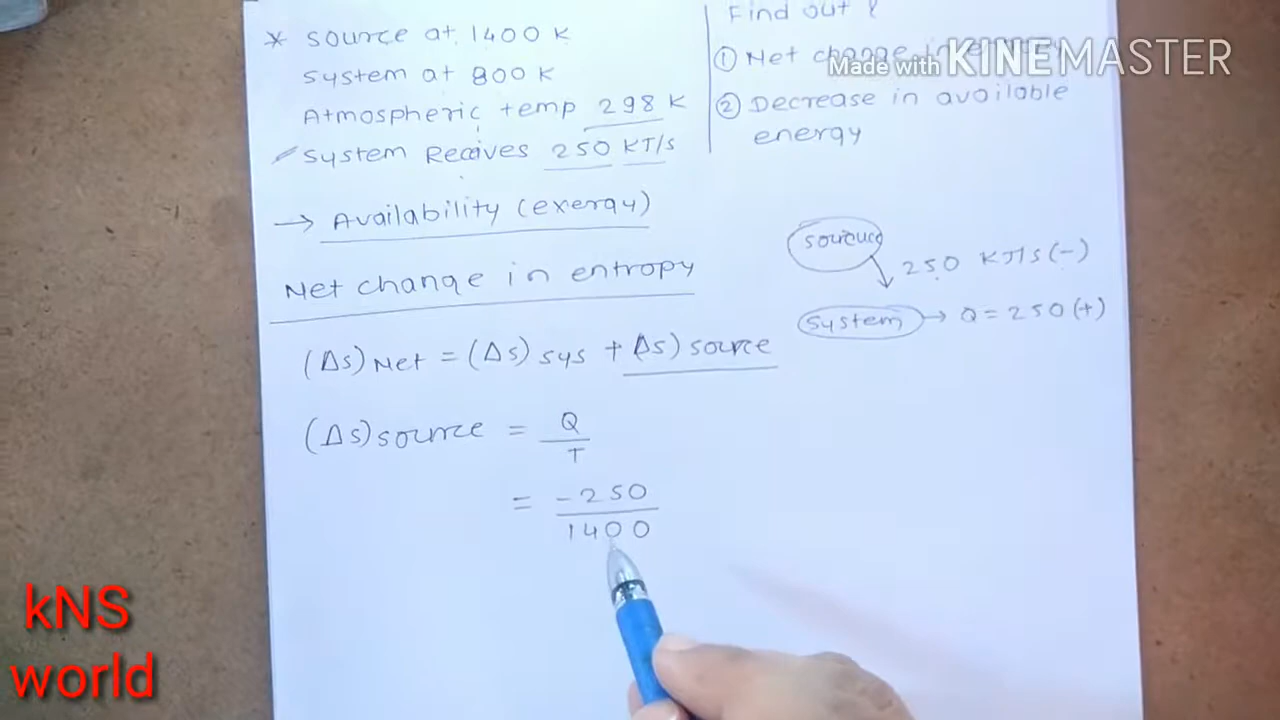 * source at 1400 K
system at 800 K
Atmospheric temp 298 K
system Receives 250 KJ/s
Find out
① Net change in
② Decrease in available
energy
Made with KINEMASTER
→ Availability (exergy)
Net change in entropy
source
250 KJ/s (-)
system → Q = 250 (+)
(Δs) Net = (Δs) sys + (Δs) source
(Δs) source = Q
T
= -250
1400
kNS
world